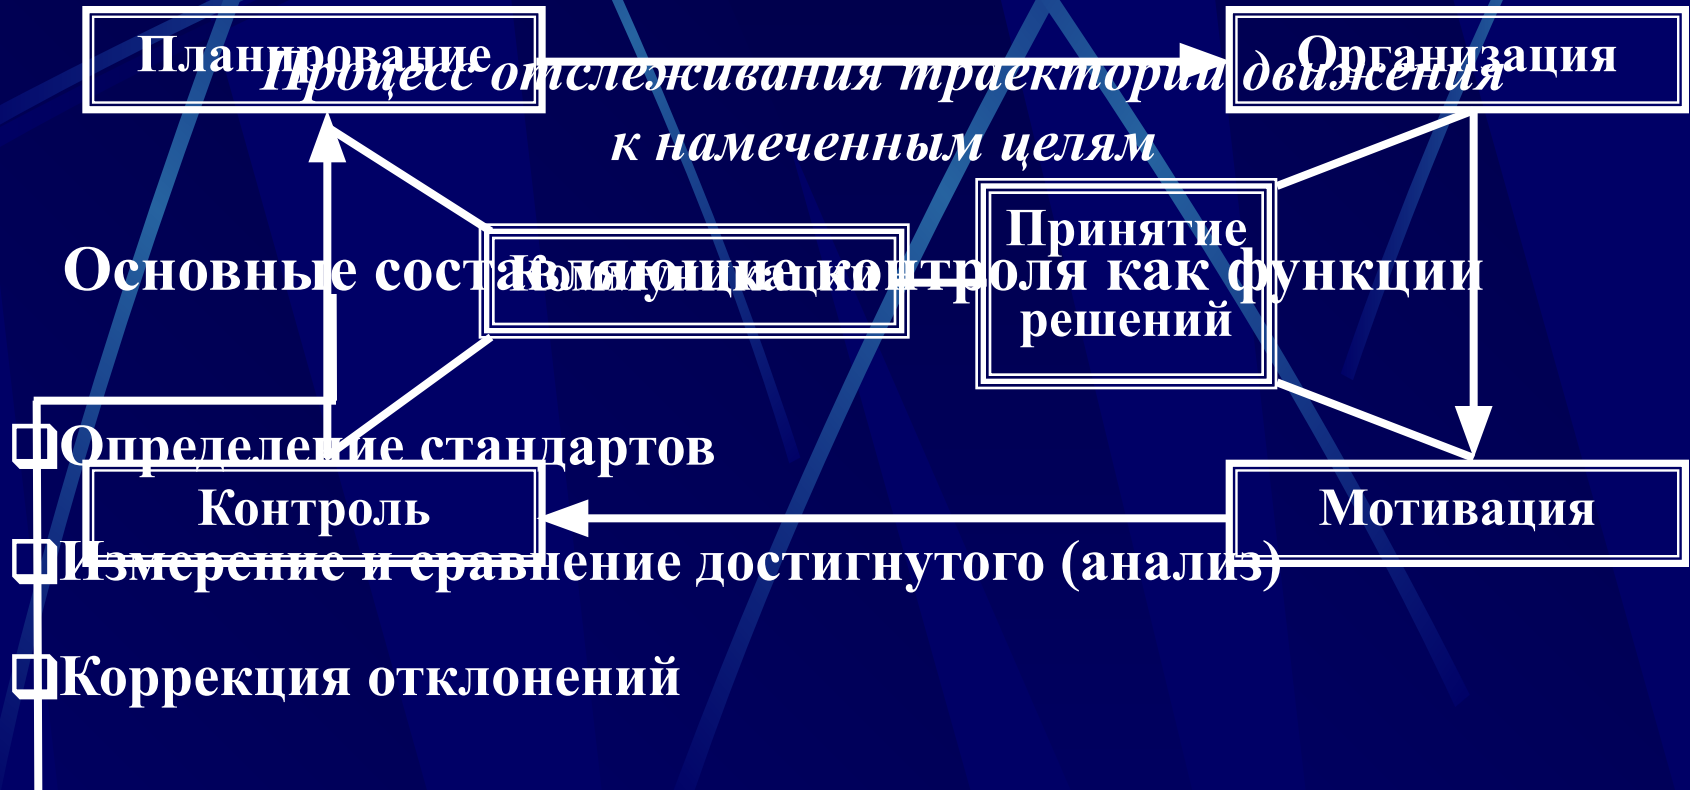 Планирование
Организация
Процесс отслеживания траектории движения
к намеченным целям
Принятие
решений
Коммуникации
Основные составляющие контроля как функции
Определение стандартов
Контроль
Мотивация
Измерение и сравнение достигнутого (анализ)
Коррекция отклонений